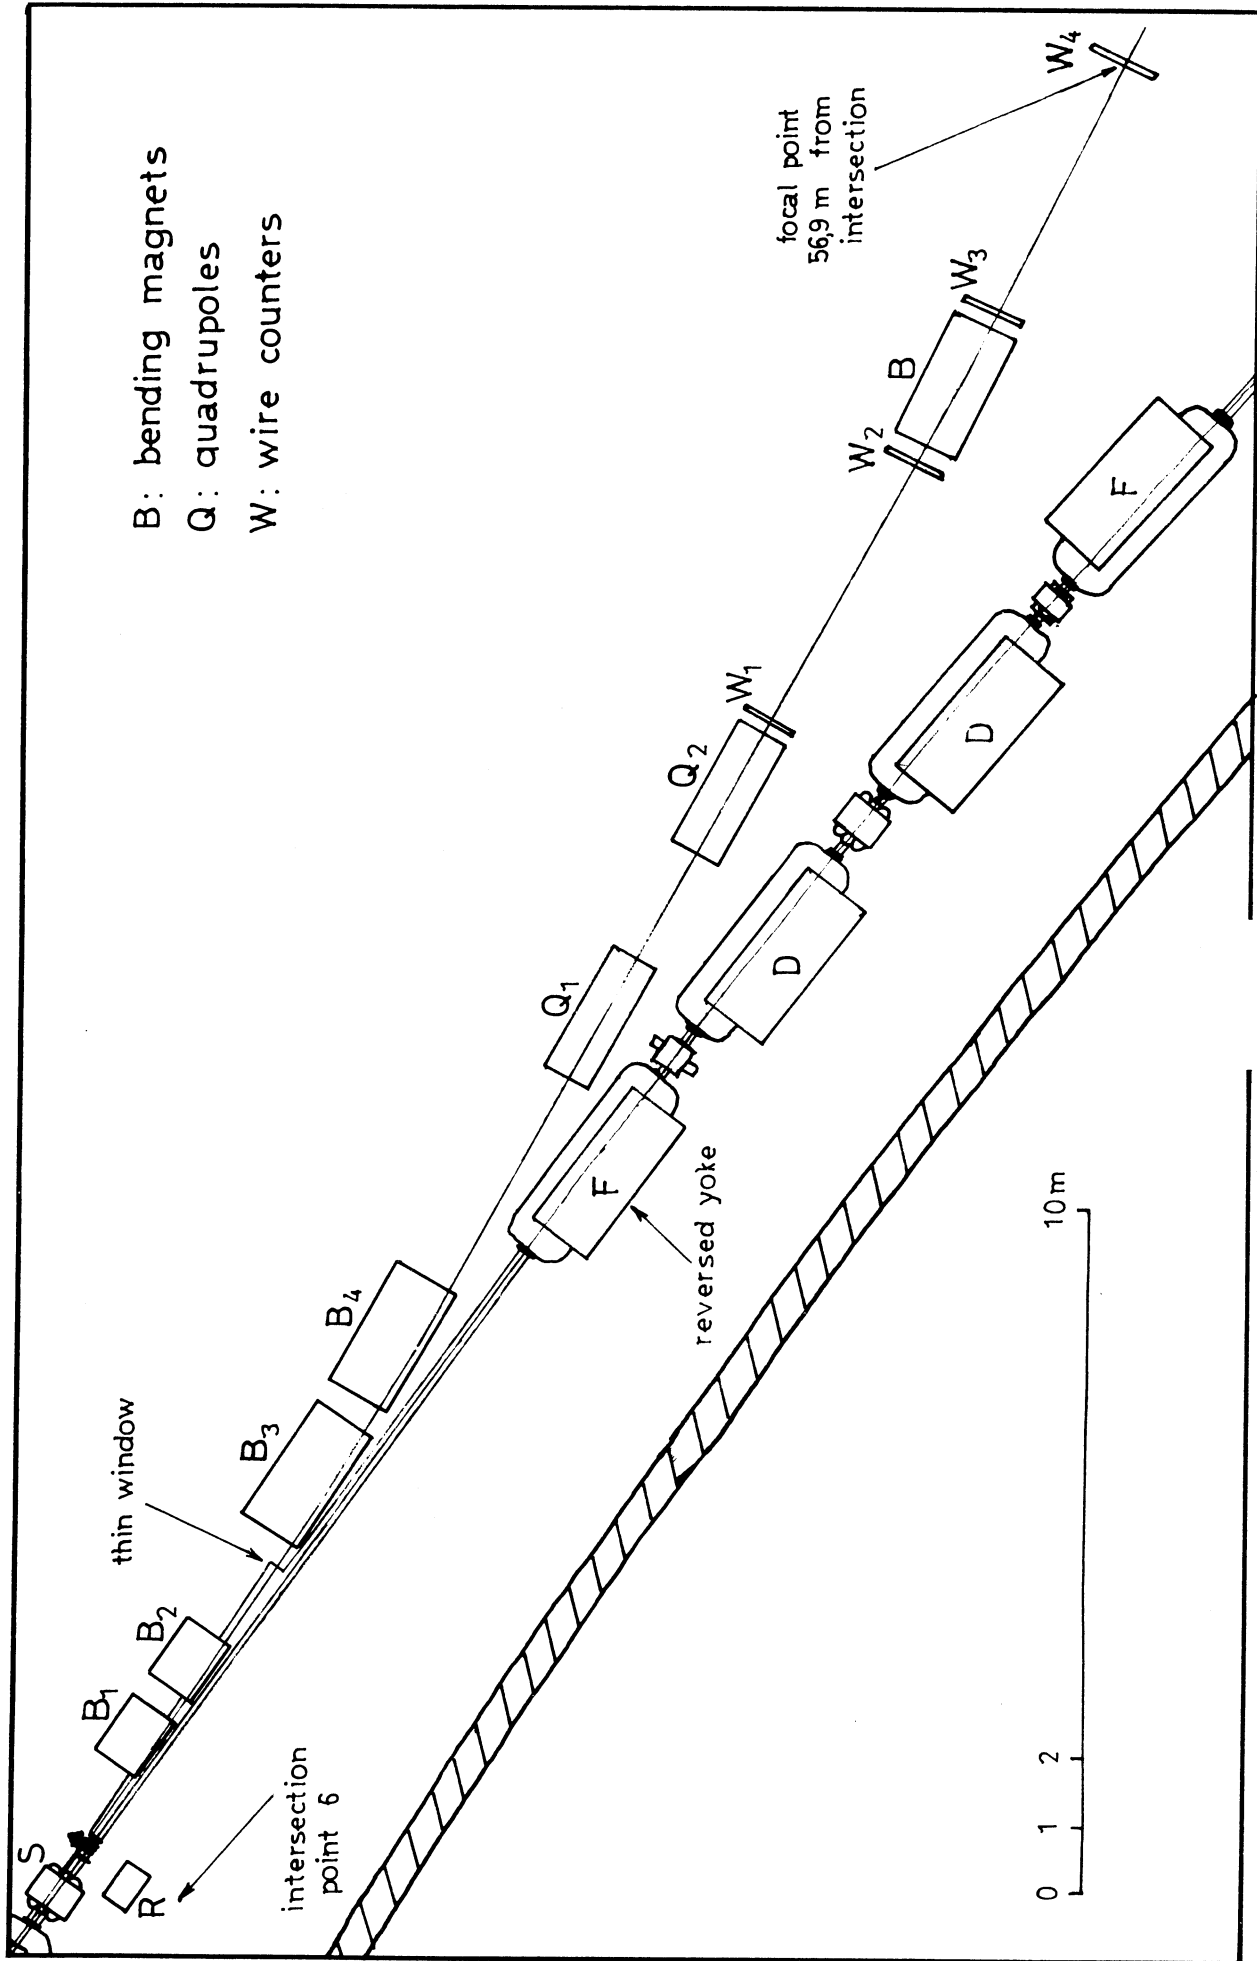 B: bending magnets
Q: quadrupoles
W: wire counters
S
R
B1
B2
thin window
B3
B4
intersection
point 6
F
reversed yoke
Q1
Q2
W1
D
D
F
W2
B
W3
focal point
56,9 m from
intersection
W4
0
1
2
10m